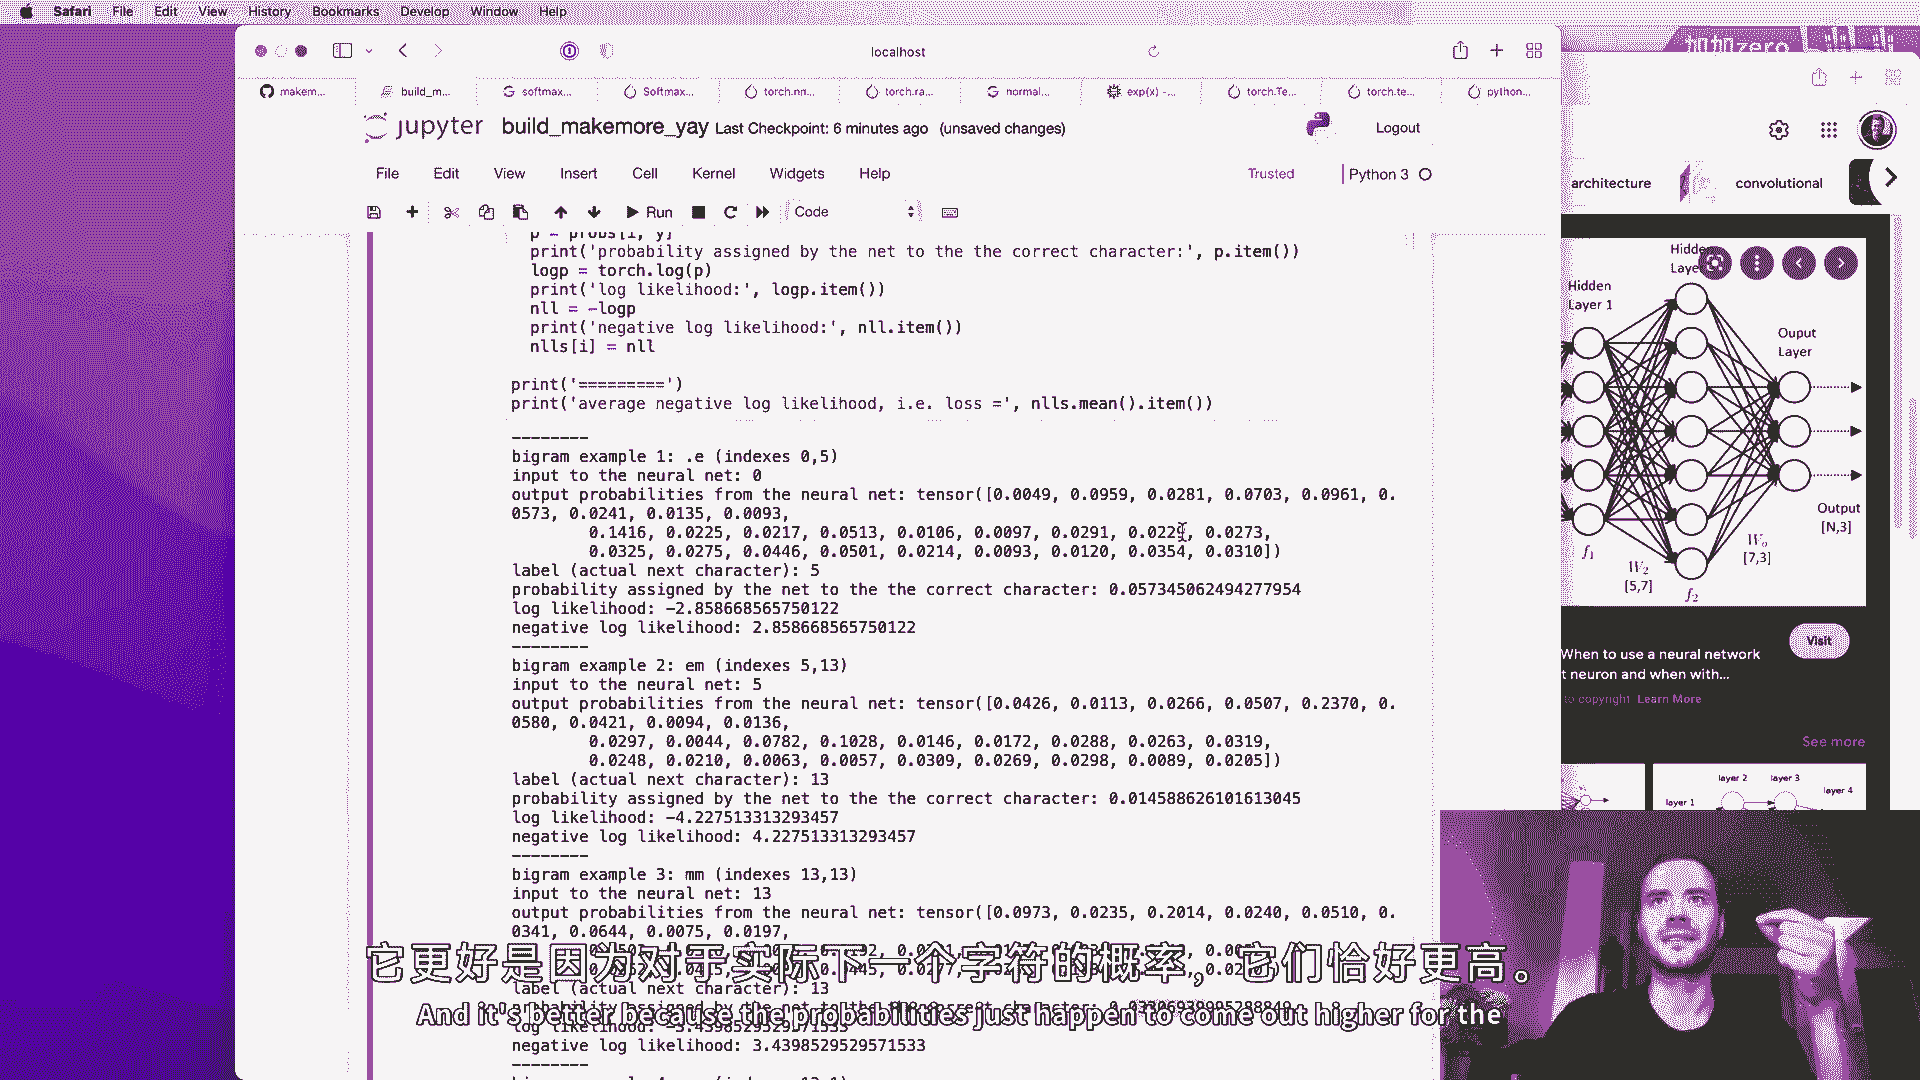 Safari File Edit View History Bookmarks Develop Window Help
加加zero
localhost
makem... build_m... softmax... Softmax... torch.nn... torch.ra... normal... exp(x) -... torch.Te... torch.te... python...
jupyter build_makemore_yay Last Checkpoint: 6 minutes ago (unsaved changes)
Logout
File Edit View Insert Cell Kernel Widgets Help
Trusted Python 3
Run Code
p = probs[i, y]
print('probability assigned by the net to the the correct character:', p.item())
logp = torch.log(p)
print('log likelihood:', logp.item())
nll = -logp
print('negative log likelihood:', nll.item())
nlls[i] = nll
print('=========')
print('average negative log likelihood, i.e. loss =', nlls.mean().item())
--------
bigram example 1: .e (indexes 0,5)
input to the neural net: 0
output probabilities from the neural net: tensor([0.0049, 0.0959, 0.0281, 0.0703, 0.0961, 0.
0573, 0.0241, 0.0135, 0.0093,
0.1416, 0.0225, 0.0217, 0.0513, 0.0106, 0.0097, 0.0291, 0.0273,
0.0325, 0.0275, 0.0446, 0.0501, 0.0214, 0.0093, 0.0120, 0.0354, 0.0310])
label (actual next character): 5
probability assigned by the net to the the correct character: 0.057345062494277954
log likelihood: -2.858668565750122
negative log likelihood: 2.858668565750122
--------
bigram example 2: em (indexes 5,13)
input to the neural net: 5
output probabilities from the neural net: tensor([0.0426, 0.0113, 0.0266, 0.0507, 0.2370, 0.
0580, 0.0421, 0.0094, 0.0136,
0.0297, 0.0044, 0.0782, 0.1028, 0.0146, 0.0172, 0.0288, 0.0263, 0.0319,
0.0248, 0.0210, 0.0063, 0.0057, 0.0309, 0.0269, 0.0298, 0.0089, 0.0205])
label (actual next character): 13
probability assigned by the net to the the correct character: 0.014588626101613045
log likelihood: -4.227513313293457
negative log likelihood: 4.227513313293457
--------
bigram example 3: mm (indexes 13,13)
input to the neural net: 13
output probabilities from the neural net: tensor([0.0973, 0.0235, 0.2014, 0.0240, 0.0510, 0.
0341, 0.0644, 0.0075, 0.0197,
label (actual next character): 13
negative log likelihood: 3.4398529529571533
--------
它更好是因为对于实际下一个字符的概率，它们恰好更高。
And it's better because the probabilities just happen to come out higher for the
architecture convolutional
Hidden
Layer
Hidden
Layer 1
Ouput
Layer
Output
[N,3]
f1
W2
[5,7]
f2
[7,3]
Visit
When to use a neural network
t neuron and when with...
to copyright Learn More
See more
layer 1 layer 2 layer 3 layer 4